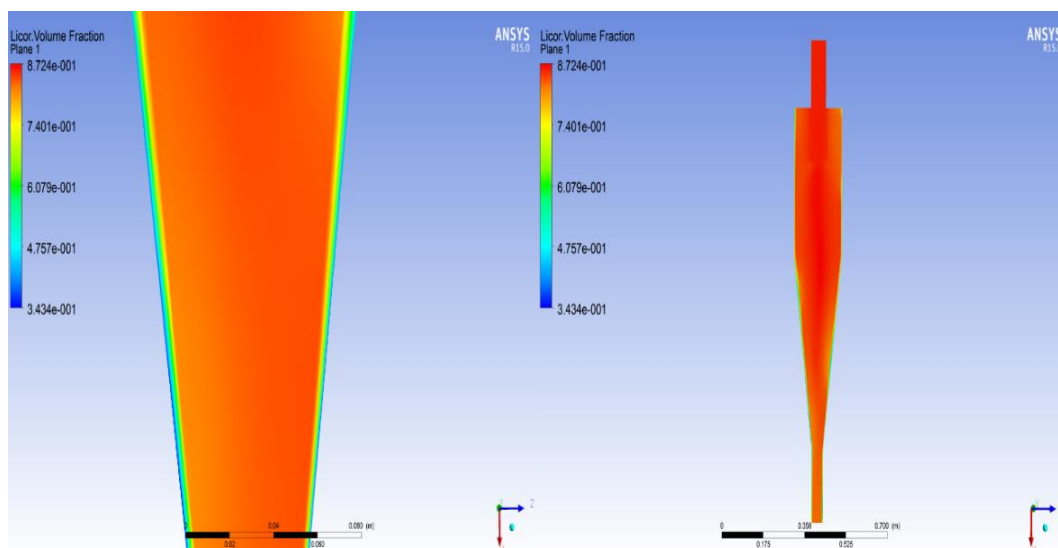 Licor.Volume Fraction
Plane 1
8.724e-001
7.401e-001
6.079e-001
4.757e-001
3.434e-001
ANSYS
R15.0
Z
0.04
0.080 (m)
0.02
0.060
Licor.Volume Fraction
Plane 1
8.724e-001
7.401e-001
6.079e-001
4.757e-001
3.434e-001
ANSYS
R15.
0
0.350
0.700 (m)
0.175
0.525